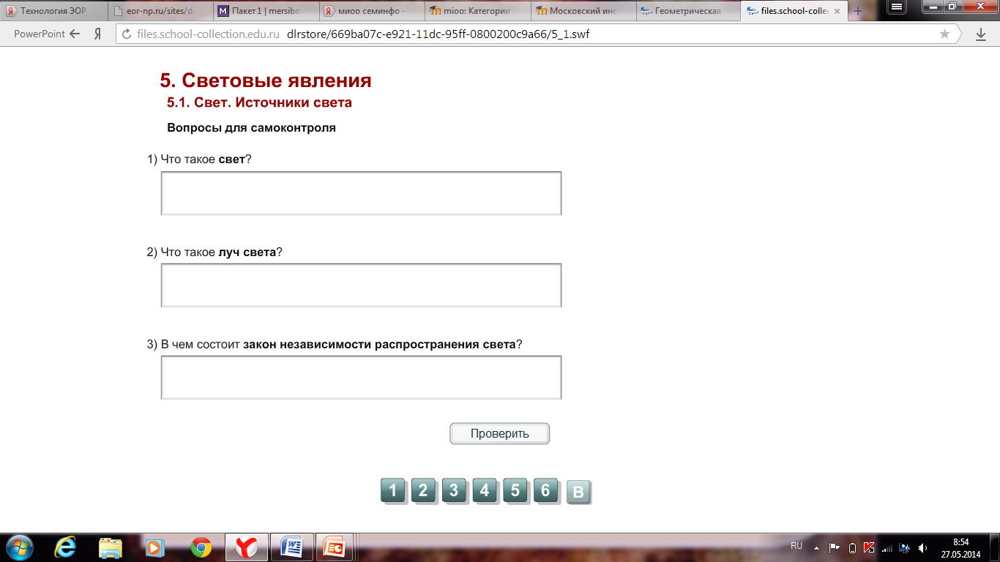 Технология ЭОР
eor-np.ru/sites/d
Пакет 1 | mersibo
миоо семинфо –
mioo: Категории
Московский инс
Геометрическая
files.school-collec
PowerPoint
Я
files.school-collection.edu.ru dlrstore/669ba07c-e921-11dc-95ff-0800200c9a66/5_1.swf
5. Световые явления
5.1. Свет. Источники света
Вопросы для самоконтроля
1) Что такое свет?
2) Что такое луч света?
3) В чем состоит закон независимости распространения света?
Проверить
1 2 3 4 5 6 В
RU
8:54
27.05.2014